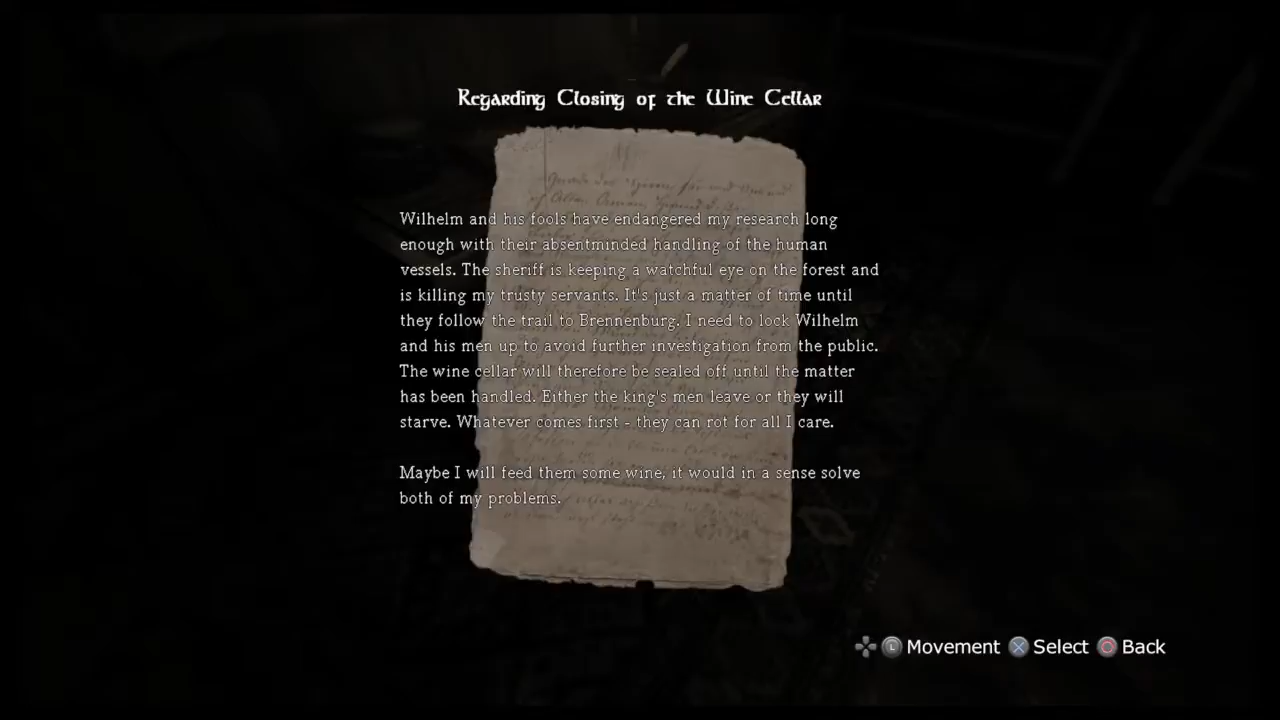 Regarding Closing of the Wine Cellar
Wilhelm and his fools have endangered my research long
enough with their absentminded handling of the human
vessels. The sheriff is keeping a watchful eye on the forest and
is killing my trusty servants. It's just a matter of time until
they follow the trail to Brennenburg. I need to lock Wilhelm
and his men up to avoid further investigation from the public.
The wine cellar will therefore be sealed off until the matter
has been handled. Either the king's men leave or they will
starve. Whatever comes first - they can rot for all I care.
Maybe I will feed them some wine, it would in a sense solve
both of my problems.
L Movement X Select O Back